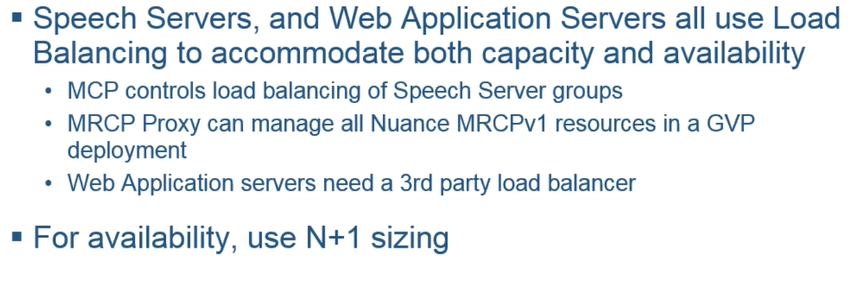 ▪ Speech Servers, and Web Application Servers all use Load
Balancing to accommodate both capacity and availability
• MCP controls load balancing of Speech Server groups
• MRCP Proxy can manage all Nuance MRCPv1 resources in a GVP
deployment
• Web Application servers need a 3rd party load balancer
▪ For availability, use N+1 sizing